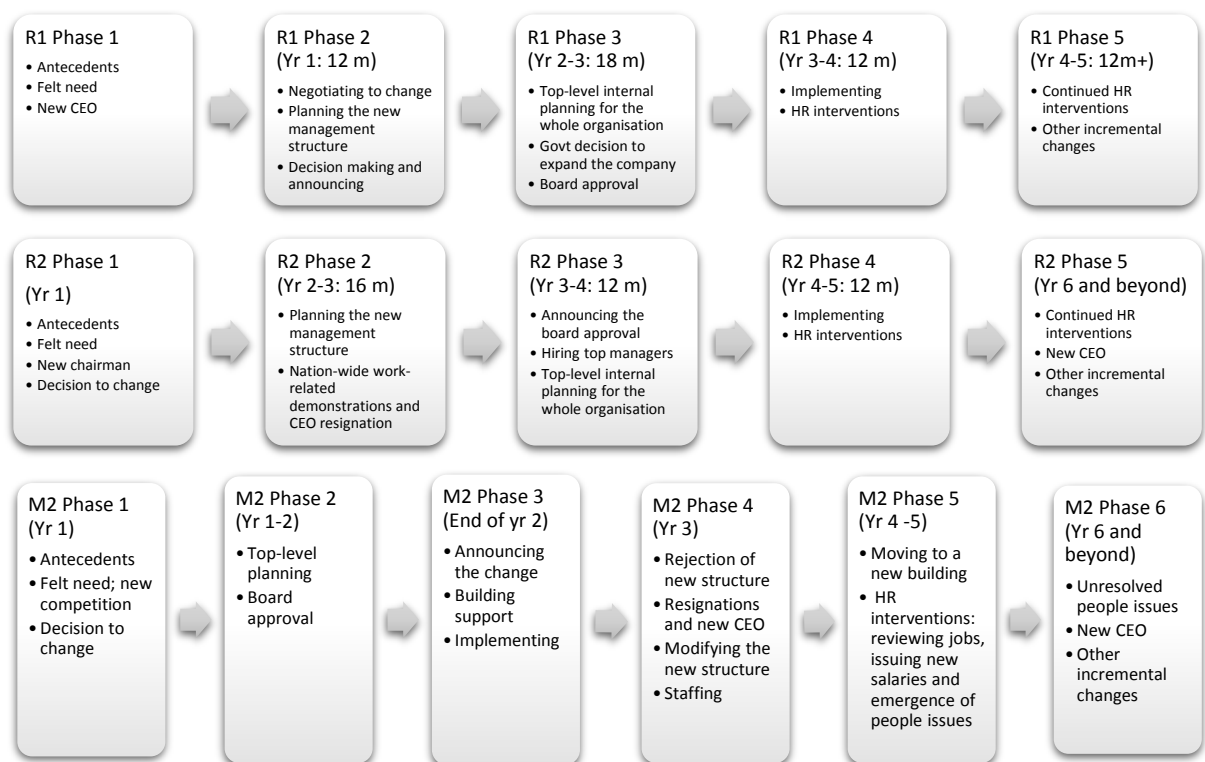 R1 Phase 1
• Antecedents
• Felt need
• New CEO
R1 Phase 2
(Yr 1: 12 m)
• Negotiating to change
• Planning the new
management
structure
• Decision making and
announcing
R1 Phase 3
(Yr 2-3: 18 m)
• Top-level internal
planning for the
whole organisation
• Govt decision to
expand the company
• Board approval
R1 Phase 4
(Yr 3-4: 12 m)
• Implementing
• HR interventions
R1 Phase 5
(Yr 4-5: 12m+)
• Continued HR
interventions
• Other incremental
changes
R2 Phase 1
(Yr 1)
• Antecedents
• Felt need
• New chairman
• Decision to change
R2 Phase 2
(Yr 2-3: 16 m)
• Planning the new
management
structure
• Nation-wide work-
related
demonstrations and
CEO resignation
R2 Phase 3
(Yr 3-4: 12 m)
• Announcing the
board approval
• Hiring top managers
• Top-level internal
planning for the
whole organisation
R2 Phase 4
(Yr 4-5: 12 m)
• Implementing
• HR interventions
R2 Phase 5
(Yr 6 and beyond)
• Continued HR
interventions
• New CEO
• Other incremental
changes
M2 Phase 1
(Yr 1)
• Antecedents
• Felt need; new
competition
• Decision to
change
M2 Phase 2
(Yr 1-2)
• Top-level
planning
• Board
approval
M2 Phase 3
(End of yr 2)
• Announcing
the change
• Building
support
• Implementing
M2 Phase 4
(Yr 3)
• Rejection of
new structure
• Resignations
and new CEO
• Modifying the
new structure
• Staffing
M2 Phase 5
(Yr 4 -5)
• Moving to a
new building
• HR
interventions:
reviewing jobs,
issuing new
salaries and
emergence of
people issues
M2 Phase 6
(Yr 6 and
beyond)
• Unresolved
people issues
• New CEO
• Other
incremental
changes